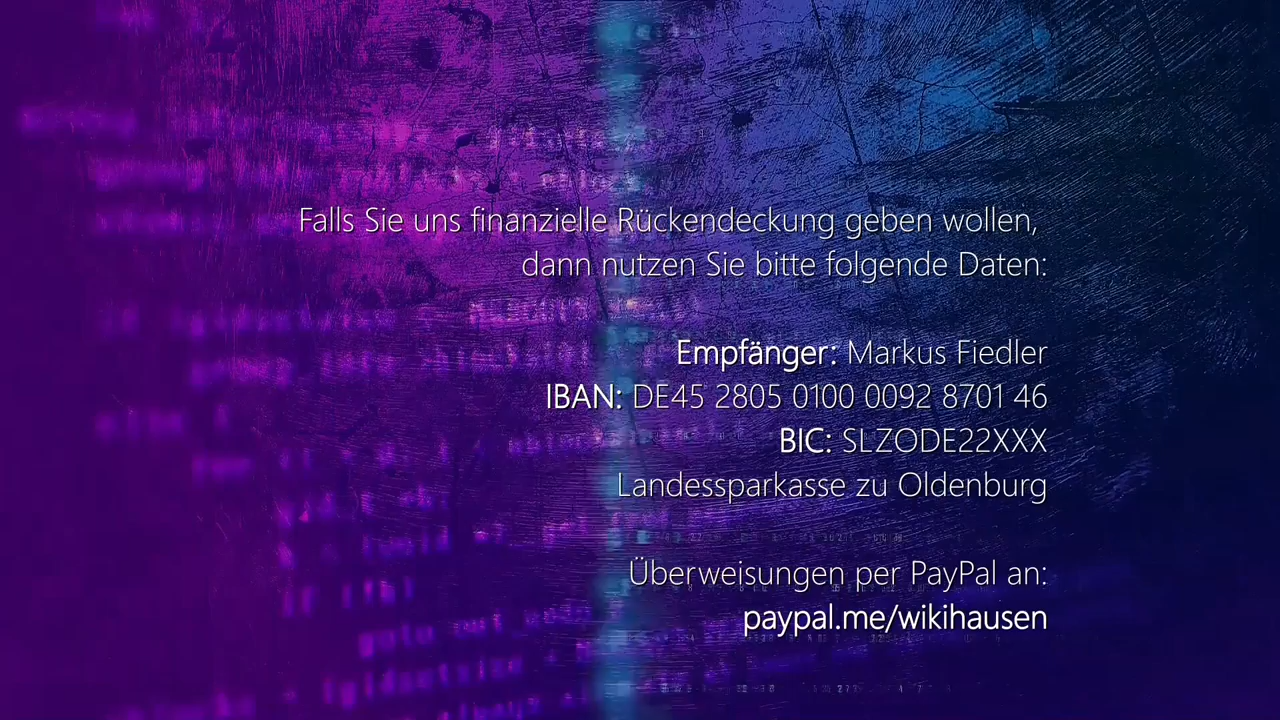 Falls Sie uns finanzielle Rückendeckung geben wollen,
dann nutzen Sie bitte folgende Daten:
Empfänger: Markus Fiedler
IBAN: DE45 2805 0100 0092 8701 46
BIC: SLZODE22XXX
Landessparkasse zu Oldenburg
Überweisungen per PayPal an:
paypal.me/wikihausen